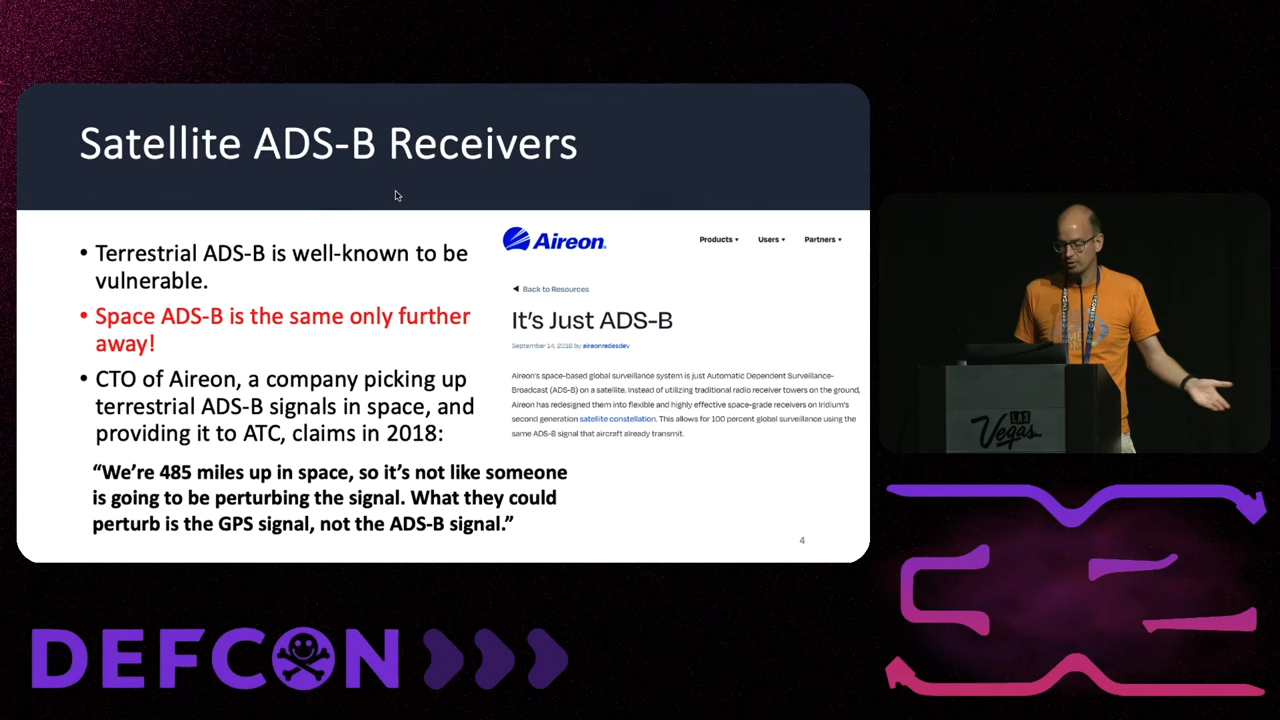 Satellite ADS-B Receivers
• Terrestrial ADS-B is well-known to be
vulnerable.
• Space ADS-B is the same only further
away!
• CTO of Aireon, a company picking up
terrestrial ADS-B signals in space, and
providing it to ATC, claims in 2018:
“We’re 485 miles up in space, so it’s not like someone
is going to be perturbing the signal. What they could
perturb is the GPS signal, not the ADS-B signal.”
Aireon.
Products ▾ Users ▾ Partners ▾
◀ Back to Resources
It’s Just ADS-B
September 14, 2018 by aireonredesdev
Aireon’s space-based global surveillance system is just Automatic Dependent Surveillance-
Broadcast (ADS-B) on a satellite. Instead of utilizing traditional radio receiver towers on the ground,
Aireon has redesigned them into flexible and highly effective space-grade receivers on Iridium’s
second generation satellite constellation. This allows for 100 percent global surveillance using the
same ADS-B signal that aircraft already transmit.
4
LAS
Vegas
DEFCON